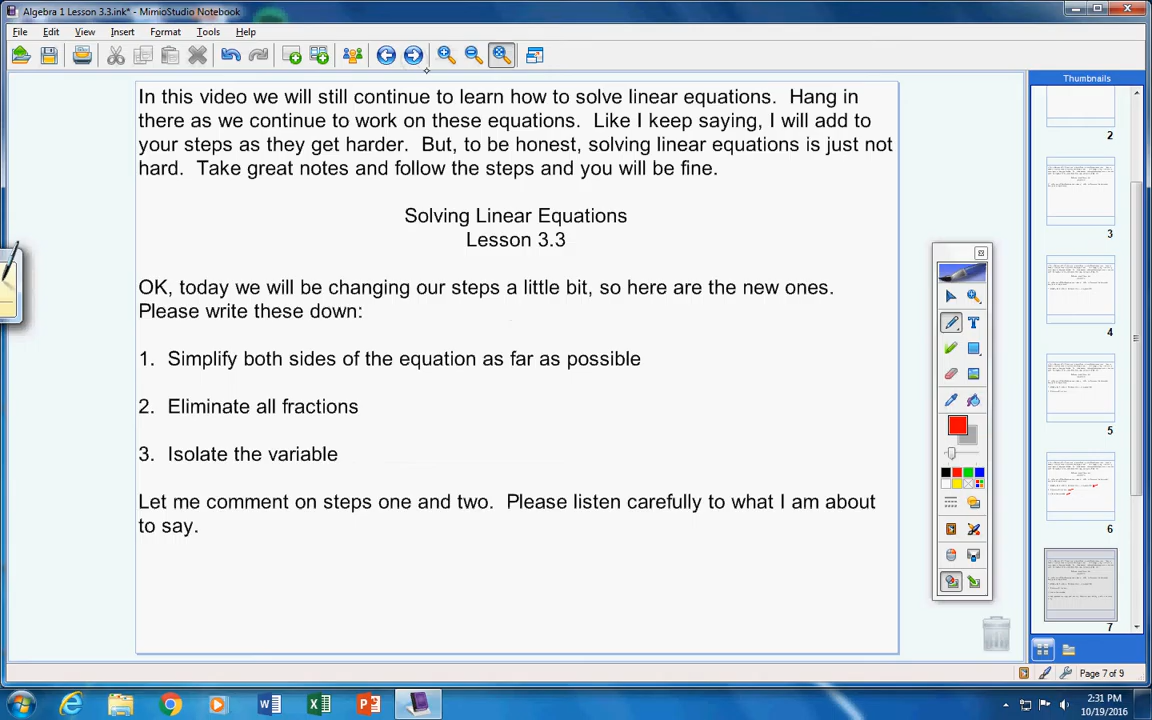 Algebra 1 Lesson 3.3.ink* - MimioStudio Notebook
File Edit View Insert Format Tools Help
In this video we will still continue to learn how to solve linear equations. Hang in
there as we continue to work on these equations. Like I keep saying, I will add to
your steps as they get harder. But, to be honest, solving linear equations is just not
hard. Take great notes and follow the steps and you will be fine.
Solving Linear Equations
Lesson 3.3
OK, today we will be changing our steps a little bit, so here are the new ones.
Please write these down:
1. Simplify both sides of the equation as far as possible
2. Eliminate all fractions
3. Isolate the variable
Let me comment on steps one and two. Please listen carefully to what I am about
to say.
Thumbnails
2
3
4
5
6
7
Page 7 of 9
2:31 PM
10/19/2016